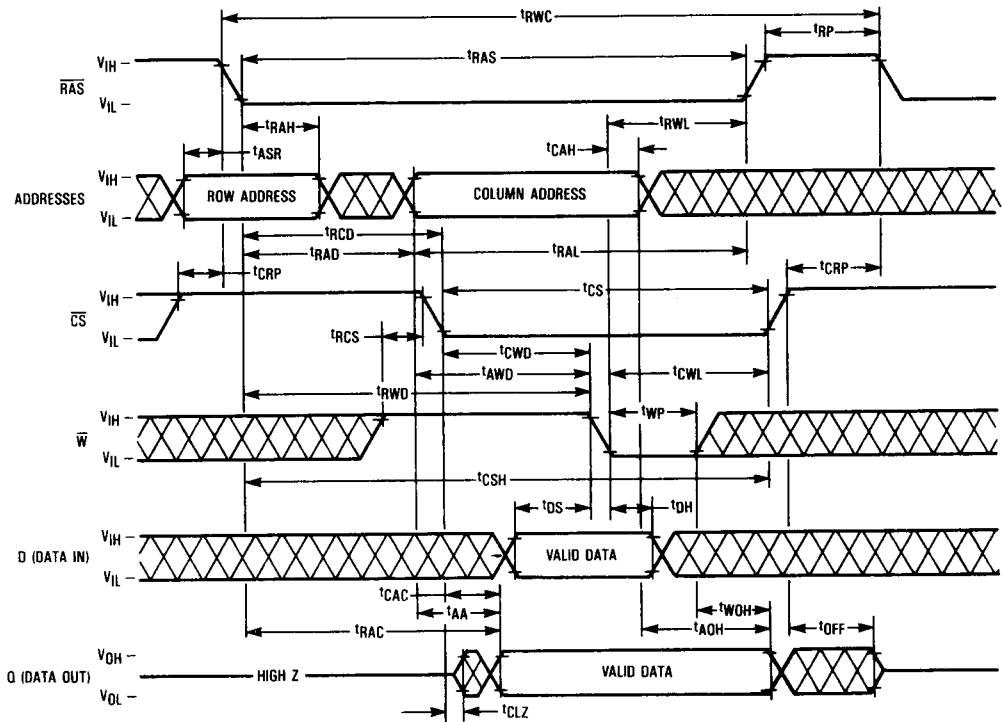 tRWC
tRP
VIH
tRAS
RAS
VIL
tRAH
tRWL
tASR
tCAH
VIH
ADDRESSES
ROW ADDRESS
COLUMN ADDRESS
VIL
tRCD
tRAD
tRAL
tCRP
tCRP
VIH
tCS
CS
tRCS
VIL
tCWD
tAWD
tCWL
tRWD
VIH
tWP
W
VIL
tCSH
tDS
tDH
VIH
D (DATA IN)
VALID DATA
VIL
tCAC
tAA
tWOH
tRAC
tAOH
tOFF
VOH
Q (DATA OUT)
HIGH Z
VALID DATA
VOL
tCLZ